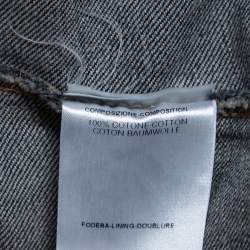 COMPOSIZIONE-COMPOSITION
100% COTONE COTTON
COTON BAUMWOLLE
FODERA-LINING-DOUBLURE